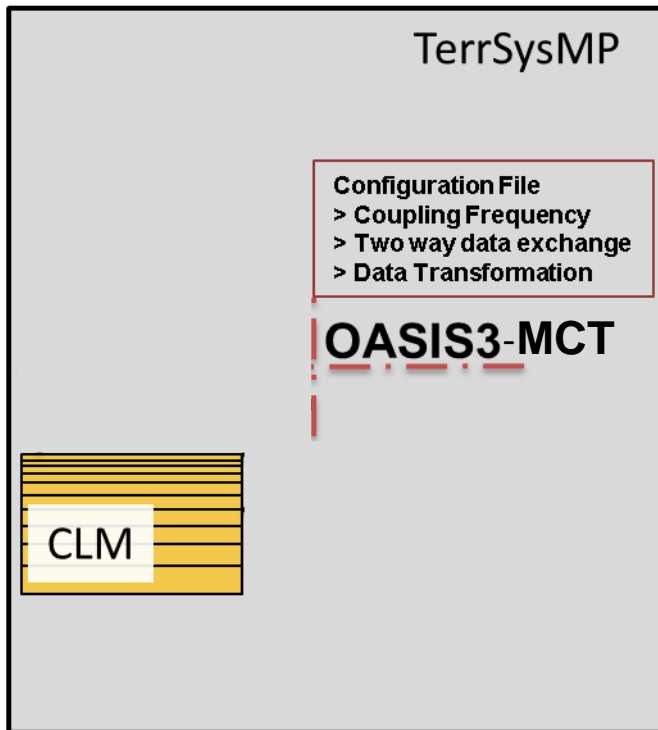 TerrSysMP
Configuration File
> Coupling Frequency
> Two way data exchange
> Data Transformation
OASIS3-MCT
CLM